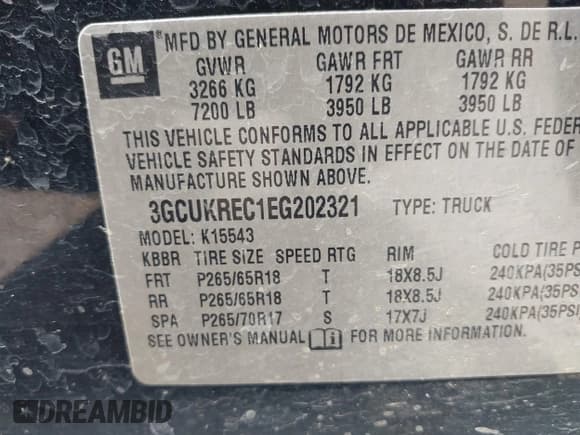 GM ® MFD BY GENERAL MOTORS DE MEXICO, S. DE R.L.
GVWR GAWR FRT GAWR RR
3266 KG 1792 KG 1792 KG
7200 LB 3950 LB 3950 LB
THIS VEHICLE CONFORMS TO ALL APPLICABLE U.S. FEDER
VEHICLE SAFETY STANDARDS IN EFFECT ON THE DATE O
MANUFACTURE SHOWN ABOVE.
3GCUKREC1EG202321 TYPE: TRUCK
MODEL: K15543
KBBR TIRE SIZE SPEED RTG RIM COLD TIRE P
FRT P265/65R18 T 18X8.5J 240KPA(35PS
RR P265/65R18 T 18X8.5J 240KPA(35PSI
SPA P265/70R17 S 17X7J 240KPA(35PSI
SEE OWNER'S MANUAL i FOR MORE INFORMATION.
DREAMBID